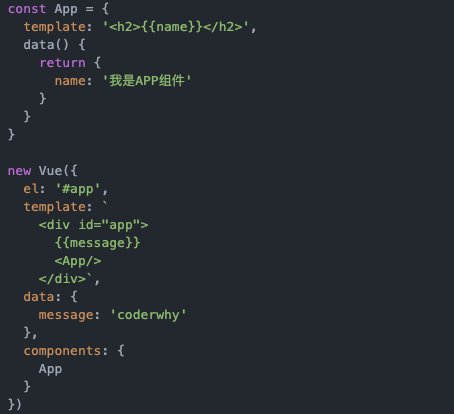 const App = {
  template: '<h2>{{name}}</h2>',
  data() {
    return {
      name: '我是APP组件'
    }
  }
}

new Vue({
  el: '#app',
  template: `
    <div id="app">
      {{message}}
      <App/>
    </div>`,
  data: {
    message: 'coderwhy'
  },
  components: {
    App
  }
})